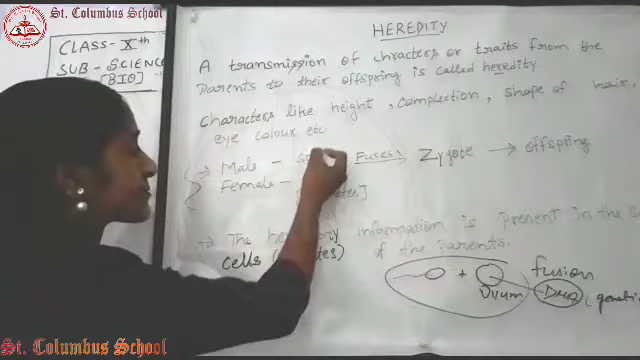 St. Columbus School
CLASS- Xth
SUB- SCIENCE
[BIO]
HEREDITY
A transmission of chracters or traits from the
Parents to their offspring is called heredity
characters like height, complextion, shape of hair,
eye colour etc
→ Male - Fuses Zygote → offspring
Female -
→ The information is present in the
cells of the parents.
+ fusion
Ovum
St. Columbus School